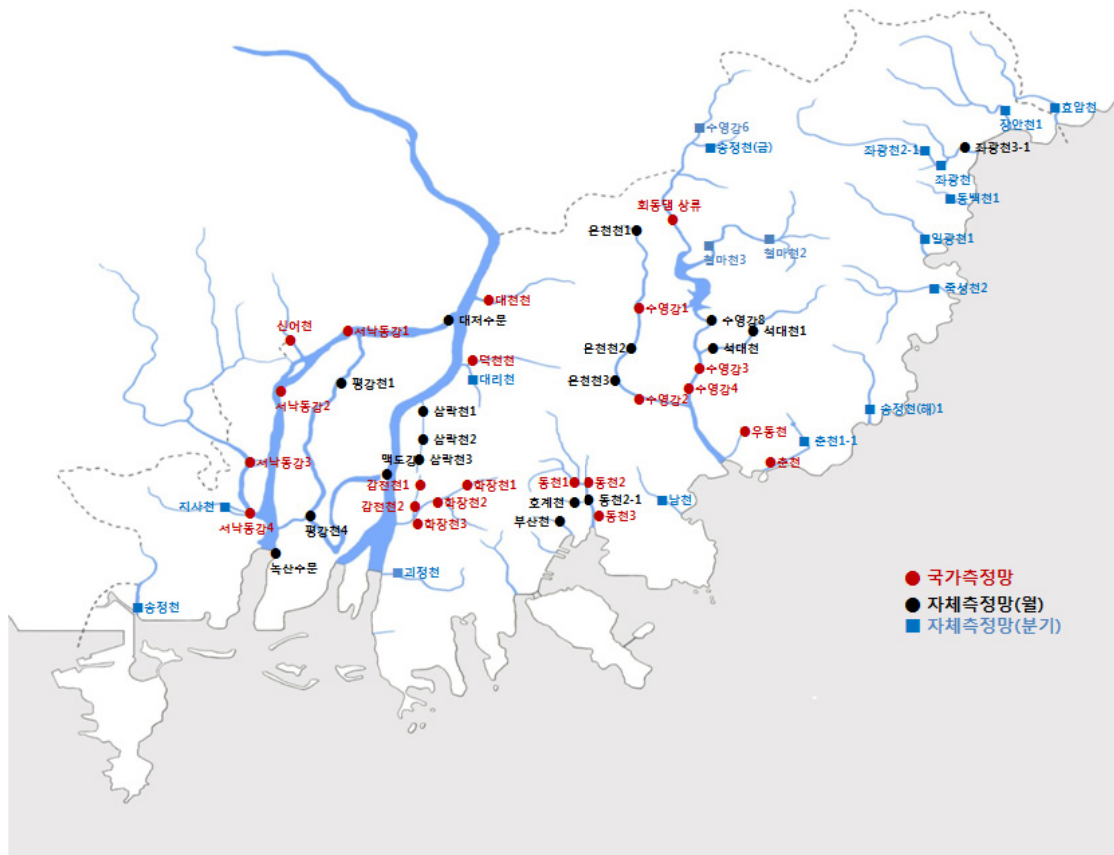 효암천
장안천1
수영강6
송정천(금)
좌광천2-1
좌광천3-1
좌광천
동백천1
회동댐 상류
온천천1
일광천1
철마천3
철마천2
죽성천2
대천천
수영강1
대저수문
수영강8
신어천
서낙동강1
석대천1
온천천2
석대천
덕천천
수영강3
대리천
온천천3
평강천1
수영강4
서낙동강2
수영강2
삼락천1
송정천(해)1
우동천
삼락천2
춘천1-1
맥도강
삼락천3
서낙동강3
춘천
감전천1
학장천1
동천1
동천2
지사천
감전천2
학장천2
호계천
동천2-1
남천
서낙동강4
평강천4
학장천3
부산천
동천3
녹산수문
괴정천
송정천
국가측정망
자체측정망(월)
자체측정망(분기)